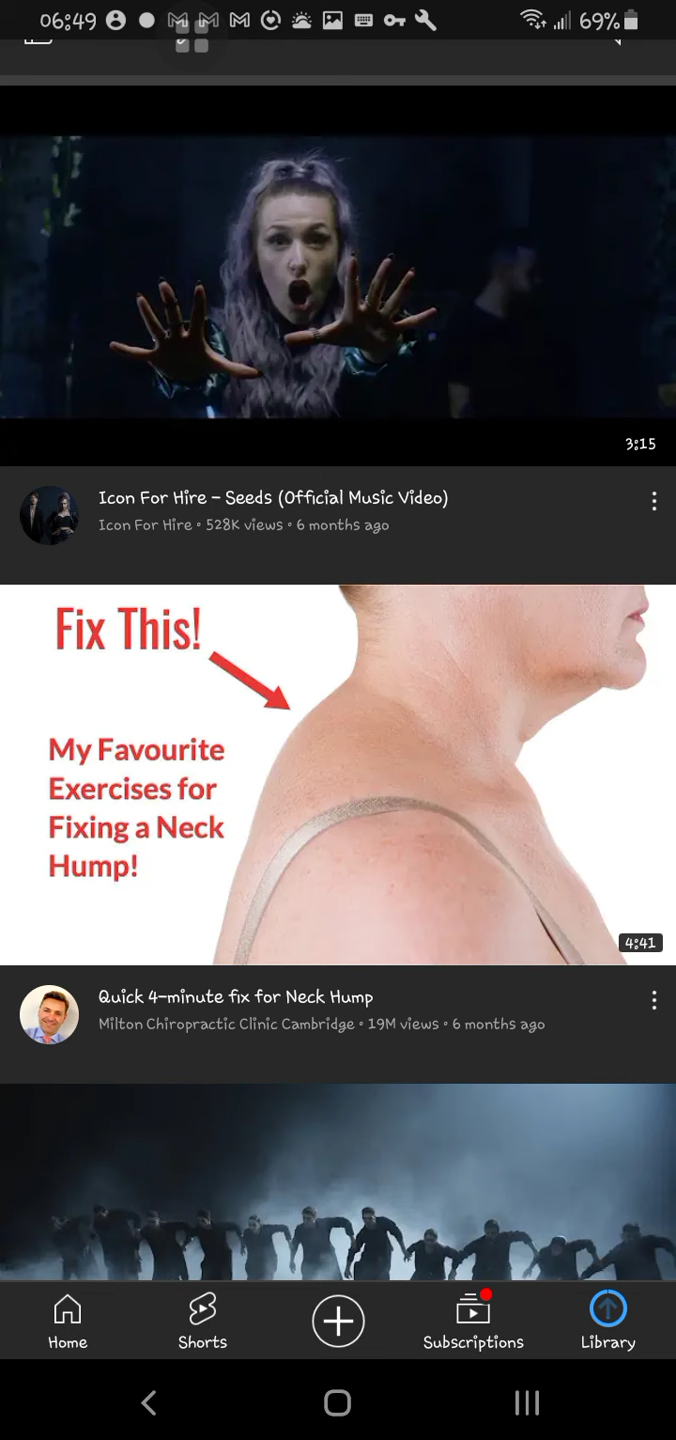 06:49
69%
3:15
Icon For Hire - Seeds (Official Music Video)
Icon For Hire • 528K views • 6 months ago
Fix This!
My Favourite
Exercises for
Fixing a Neck
Hump!
4:41
Quick 4-minute fix for Neck Hump
Milton Chiropractic Clinic Cambridge • 19M views • 6 months ago
Home
Shorts
Subscriptions
Library